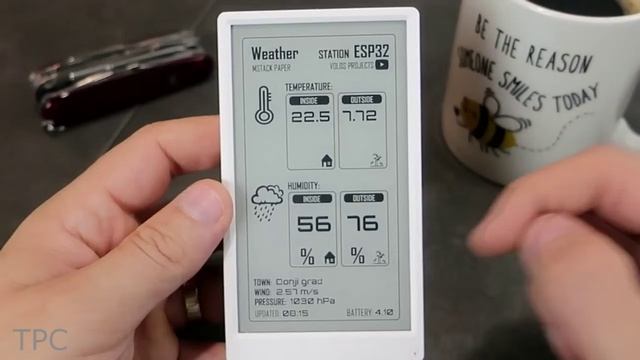 Weather STATION ESP32
M5TACK PAPER VOLOS PROJECTS
TEMPERATURE:
INSIDE OUTSIDE
22.5 7.72
HUMIDITY:
INSIDE OUTSIDE
56 76
% %
TOWN: Donji grad
WIND: 2.57 m/s
PRESSURE: 1030 hPa
UPDATED: 08:15 BATTERY 4.10
BE THE REASON
SOMEONE SMILES TODAY
TPC